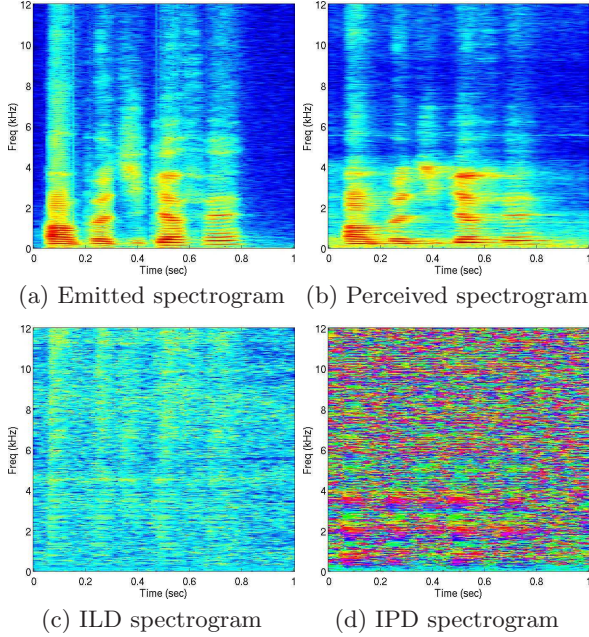 12
10
8
6
4
2
0
Freq (kHz)
0 0.2 0.4 0.6 0.8 1
Time (sec)
(a) Emitted spectrogram
12
10
8
6
4
2
0
Freq (kHz)
0 0.2 0.4 0.6 0.8 1
Time (sec)
(b) Perceived spectrogram
12
10
8
6
4
2
0
Freq (kHz)
0 0.2 0.4 0.6 0.8 1
Time (sec)
(c) ILD spectrogram
12
10
8
6
4
2
0
Freq (kHz)
0 0.2 0.4 0.6 0.8 1
Time (sec)
(d) IPD spectrogram